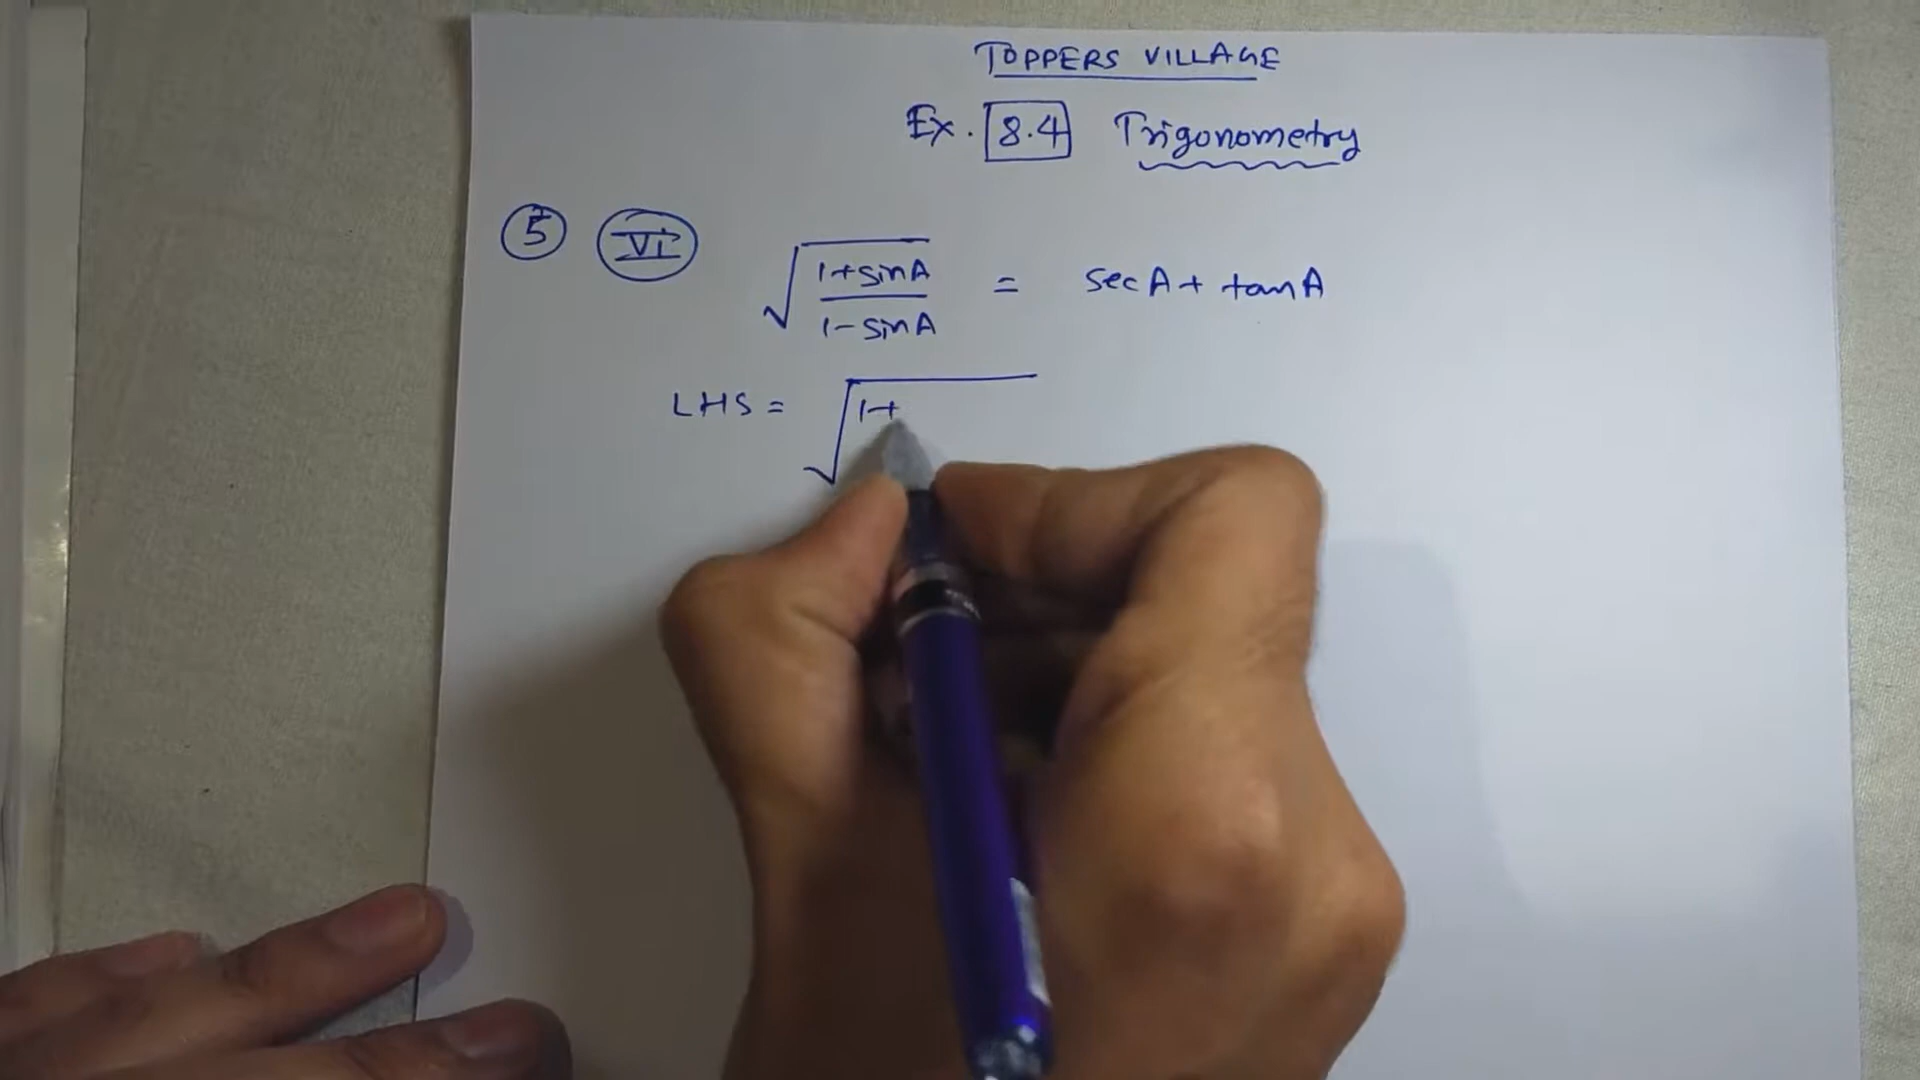 TOPPERS VILLAGE
Ex. 8.4 Trigonometry
5 VI √(1+sinA / 1-sinA) = secA + tanA
LHS = √(1+